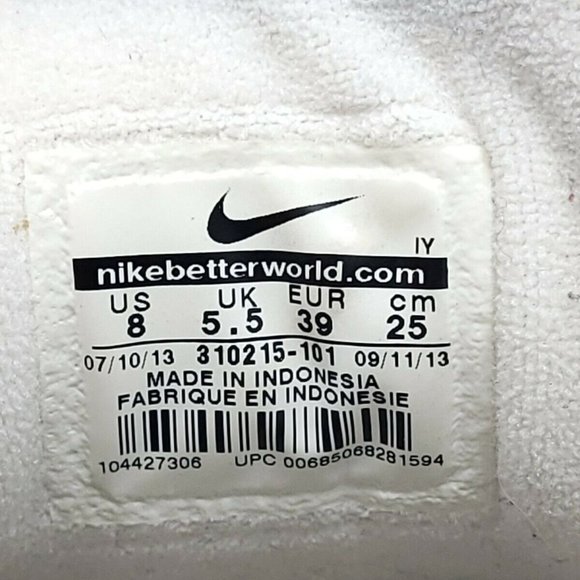 IY
nikebetterworld.com
US UK EUR cm
8 5.5 39 25
07/10/13 310215-101 09/11/13
MADE IN INDONESIA
FABRIQUE EN INDONESIE
104427306 UPC 00685068281594